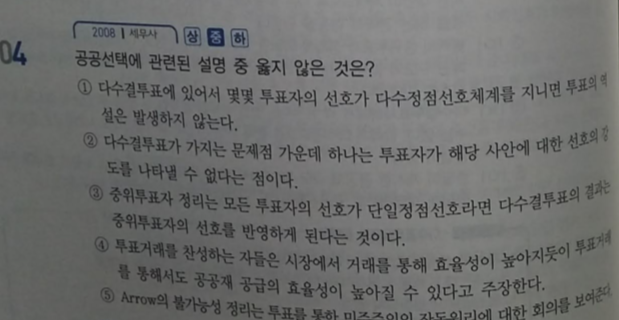 2008 | 세무사 상 중 하
04
공공선택에 관련된 설명 중 옳지 않은 것은?
① 다수결투표에 있어서 몇몇 투표자의 선호가 다수정점선호체계를 지니면 투표의 역
설은 발생하지 않는다.
② 다수결투표가 가지는 문제점 가운데 하나는 투표자가 해당 사안에 대한 선호의 강
도를 나타낼 수 없다는 점이다.
③ 중위투표자 정리는 모든 투표자의 선호가 단일정점선호라면 다수결투표의 결과는
중위투표자의 선호를 반영하게 된다는 것이다.
④ 투표거래를 찬성하는 자들은 시장에서 거래를 통해 효율성이 높아지듯이 투표거래
를 통해서도 공공재 공급의 효율성이 높아질 수 있다고 주장한다.
⑤ Arrow의 불가능성 정리는 투표를 통한 민주주의의 작동원리에 대한 회의를 보여준다.